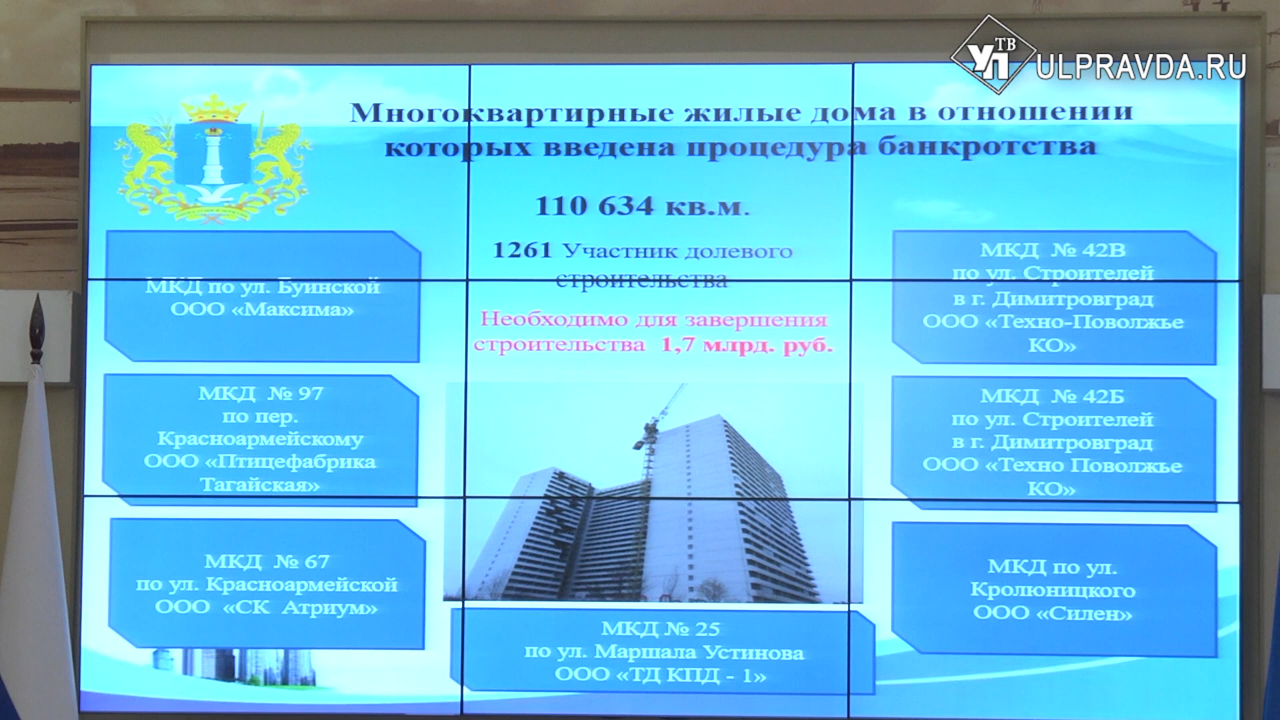 УП ТВ ULPRAVDA.RU
Многоквартирные жилые дома в отношении
которых введена процедура банкротства
110 634 кв.м.
1261 Участник долевого
строительства
Необходимо для завершения
строительства 1,7 млрд. руб.
МКД по ул. Буинской
ООО «Максима»
МКД № 97
по пер.
Красноармейскому
ООО «Птицефабрика
Тагайская»
МКД № 67
по ул. Красноармейской
ООО «СК Атриум»
МКД № 25
по ул. Маршала Устинова
ООО «ТД КПД - 1»
МКД № 42В
по ул. Строителей
в г. Димитровград
ООО «Техно-Поволжье
КО»
МКД № 42Б
по ул. Строителей
в г. Димитровград
ООО «Техно Поволжье
КО»
МКД по ул.
Кролюницкого
ООО «Силен»